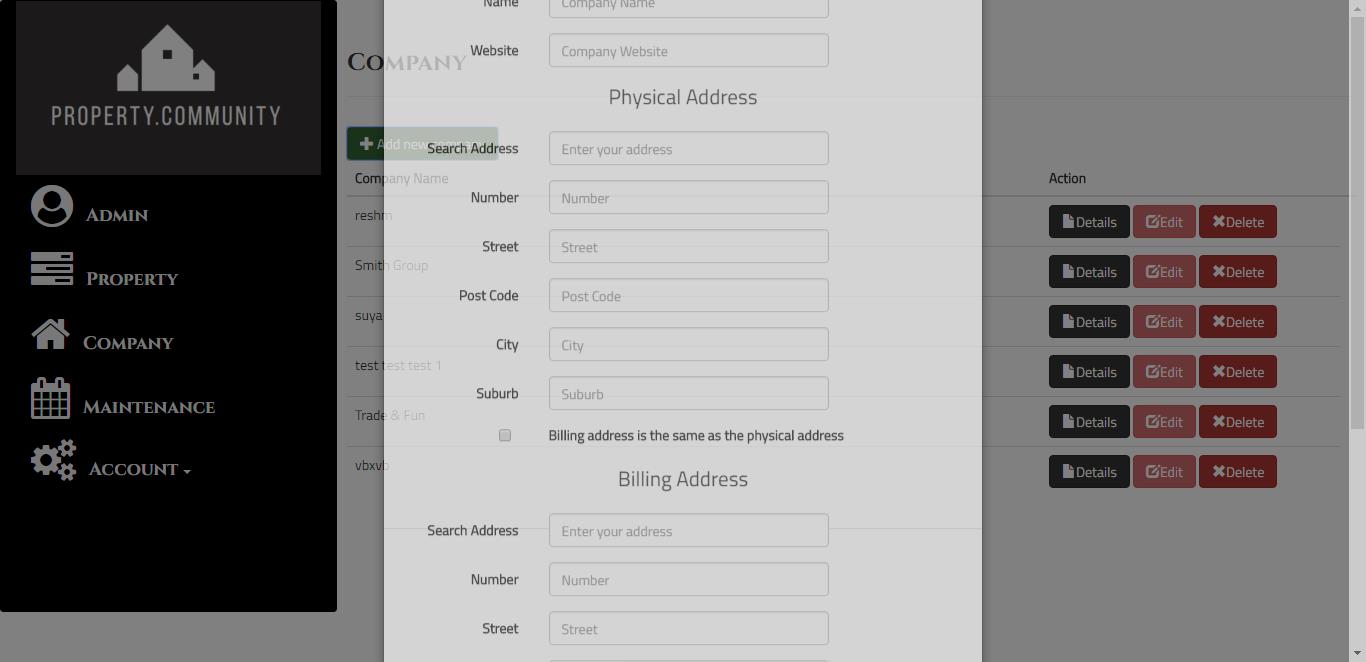 PROPERTY.COMMUNITY
Admin
Property
Company
Maintenance
Account
Company
Add new
Company Name
Action
reshm
Details Edit Delete
Smith Group
Details Edit Delete
suya
Details Edit Delete
test test test 1
Details Edit Delete
Trade & Fun
Details Edit Delete
vbxvb
Details Edit Delete
Name Company Name
Website Company Website
Physical Address
Search Address Enter your address
Number Number
Street Street
Post Code Post Code
City City
Suburb Suburb
Billing address is the same as the physical address
Billing Address
Search Address Enter your address
Number Number
Street Street